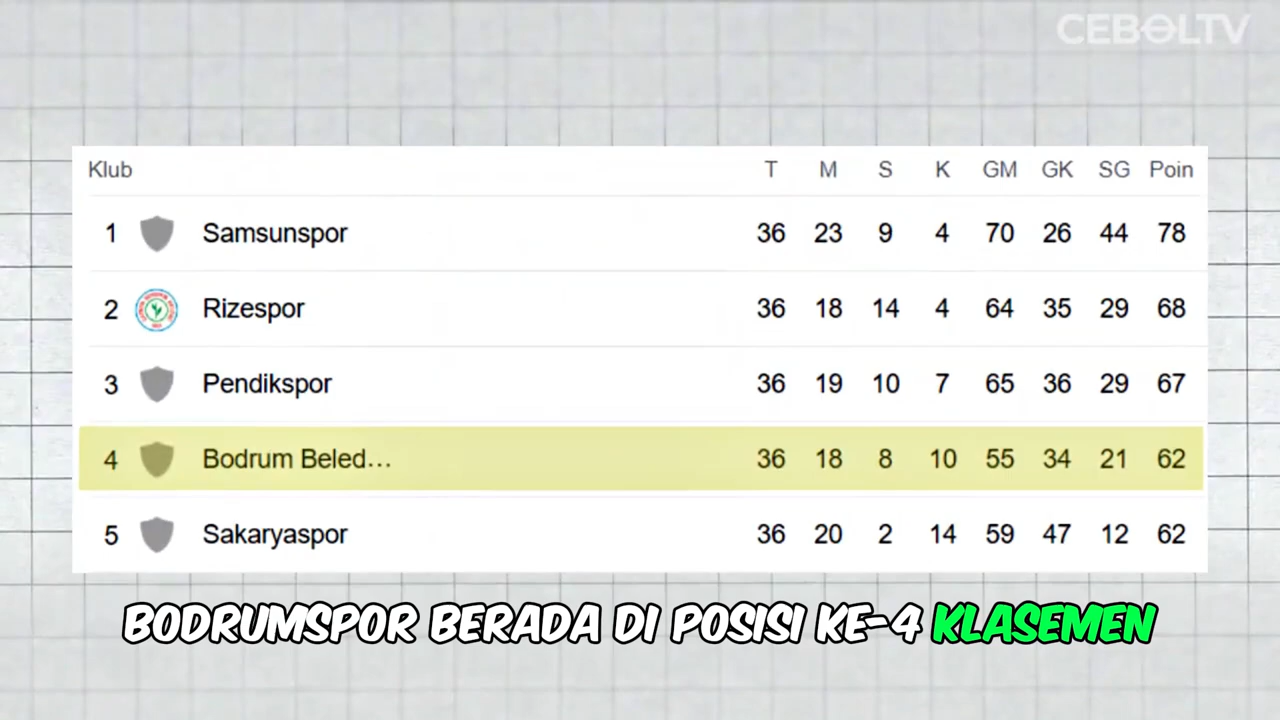 CEBOLTV
Klub T M S K GM GK SG Poin
1 Samsunspor 36 23 9 4 70 26 44 78
2 Rizespor 36 18 14 4 64 35 29 68
3 Pendikspor 36 19 10 7 65 36 29 67
4 Bodrum Beled... 36 18 8 10 55 34 21 62
5 Sakaryaspor 36 20 2 14 59 47 12 62
BODRUMSPOR BERADA DI POSISI KE-4 KLASEMEN